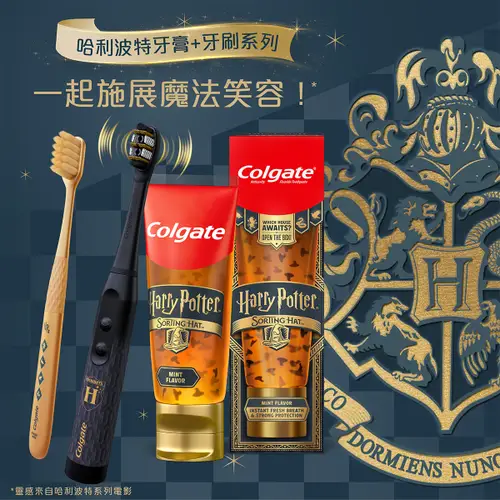 哈利波特牙膏+牙刷系列
一起施展魔法笑容！*
Colgate
Colgate
WHICH HOUSE
AWAITS?
OPEN THE BOX!
Harry Potter
SORTING HAT
MINT
FLAVOR
Harry Potter
SORTING HAT
MINT FLAVOR
INSTANT FRESH BREATH
& STRONG PROTECTION
H
Colgate
Colgate
H
DORMIENS NUNC
*靈感來自哈利波特系列電影